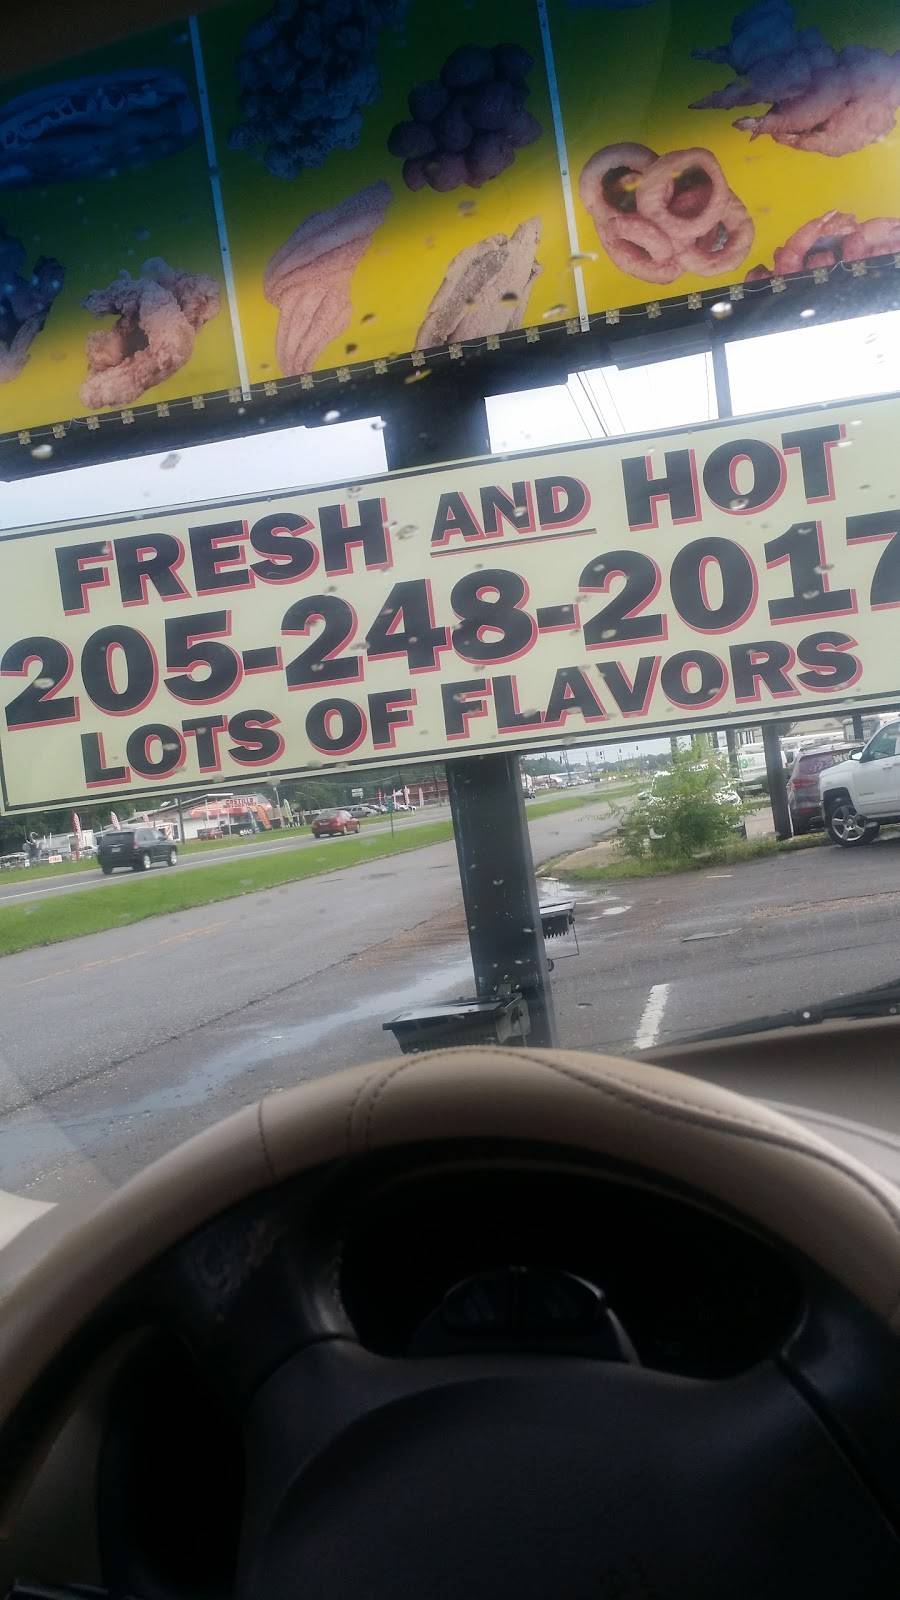 FRESH AND HOT
205-248-2017
LOTS OF FLAVORS